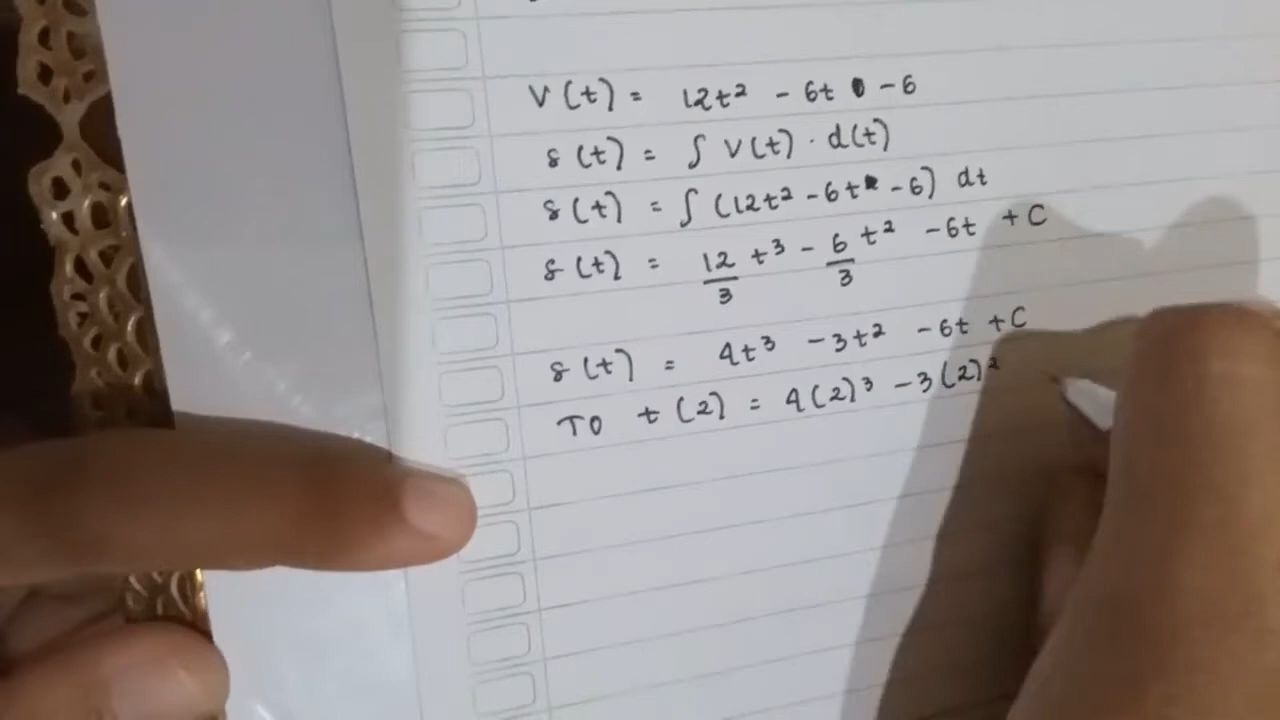 V(t) = 12t² - 6t - 6
s(t) = ∫ V(t) · d(t)
s(t) = ∫ (12t² - 6t - 6) dt
s(t) = 12/3 t³ - 6/3 t² - 6t + C
s(t) = 4t³ - 3t² - 6t + C
TO t(2) = 4(2)³ - 3(2)²